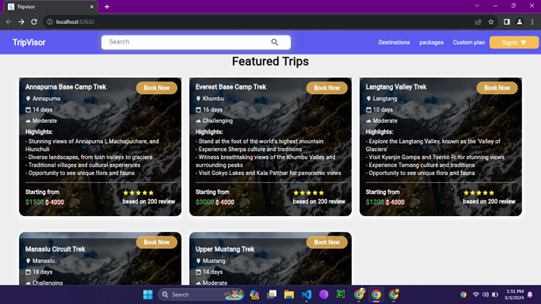 Tripvisor
localhost:52632
TripVisor
Search
Destinations
packages
Custom plan
SignIn
Featured Trips
Annapurna Base Camp Trek
Book Now
Annapurna
14 days
Moderate
Highlights:
- Stunning views of Annapurna I, Machapuchare, and
Hiunchuli
- Diverse landscapes, from lush valleys to glaciers
- Traditional villages and cultural experiences
- Opportunity to see unique flora and fauna
Starting from
$1500 $ 4000
based on 200 review
Everest Base Camp Trek
Book Now
Khumbu
16 days
Challenging
Highlights:
- Stand at the foot of the world's highest mountain
- Experience Sherpa culture and traditions
- Witness breathtaking views of the Khumbu Valley and
surrounding peaks
- Visit Gokyo Lakes and Kala Patthar for panoramic views
Starting from
$3000 $ 4000
based on 200 review
Langtang Valley Trek
Book Now
Langtang
10 days
Moderate
Highlights:
- Explore the Langtang Valley, known as the 'Valley of
Glaciers'
- Visit Kyanjin Gompa and Tserko Ri for stunning views
- Experience Tamang culture and traditions
- Opportunity to see unique flora and fauna
Starting from
$1200 $ 4000
based on 200 review
Manaslu Circuit Trek
Book Now
Manaslu
18 days
Challenging
Upper Mustang Trek
Book Now
Mustang
14 days
Moderate
Search
1:51 PM
3/3/2024